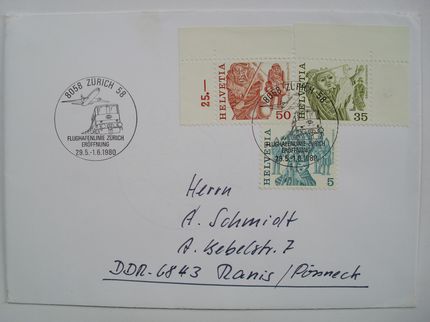 8058 ZÜRICH 58
FLUGHAFENLINIE ZÜRICH
ERÖFFNUNG
29.5.-1.6.1980
25.—
HELVETIA
50
HELVETIA
35
8058 ZÜRICH 58
FLUGHAFENLINIE ZÜRICH
ERÖFFNUNG
29.5.-1.6.1980
HELVETIA
5
Herrn
A. Schmidt
A. Bebelstr. 7
DDR-6843 Ranis/Pössneck